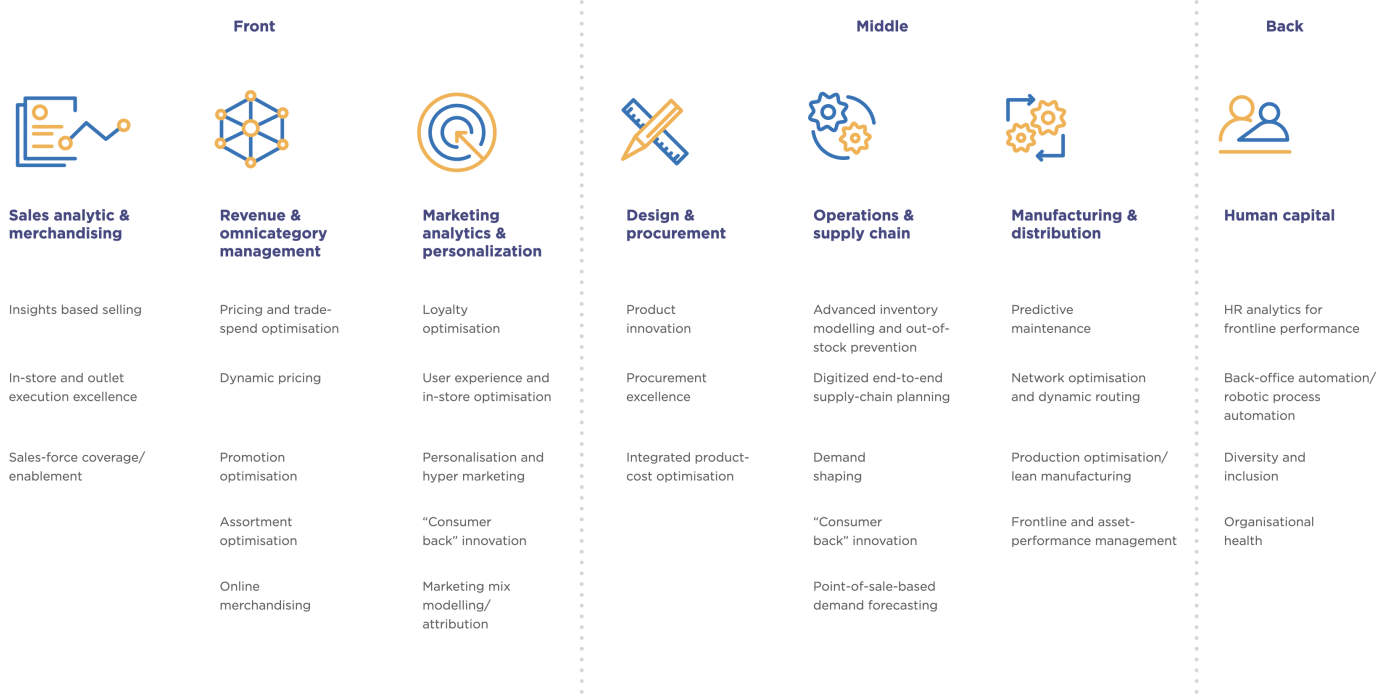 Front
Middle
Back
Sales analytic &
merchandising
Revenue &
omnicategory
management
Marketing
analytics &
personalization
Design &
procurement
Operations &
supply chain
Manufacturing &
distribution
Human capital
Insights based selling
In-store and outlet
execution excellence
Sales-force coverage/
enablement
Pricing and trade-
spend optimisation
Dynamic pricing
Promotion
optimisation
Assortment
optimisation
Online
merchandising
Loyalty
optimisation
User experience and
in-store optimisation
Personalisation and
hyper marketing
“Consumer
back” innovation
Marketing mix
modelling/
attribution
Product
innovation
Procurement
excellence
Integrated product-
cost optimisation
Advanced inventory
modelling and out-of-
stock prevention
Digitized end-to-end
supply-chain planning
Demand
shaping
“Consumer
back” innovation
Point-of-sale-based
demand forecasting
Predictive
maintenance
Network optimisation
and dynamic routing
Production optimisation/
lean manufacturing
Frontline and asset-
performance management
HR analytics for
frontline performance
Back-office automation/
robotic process
automation
Diversity and
inclusion
Organisational
health